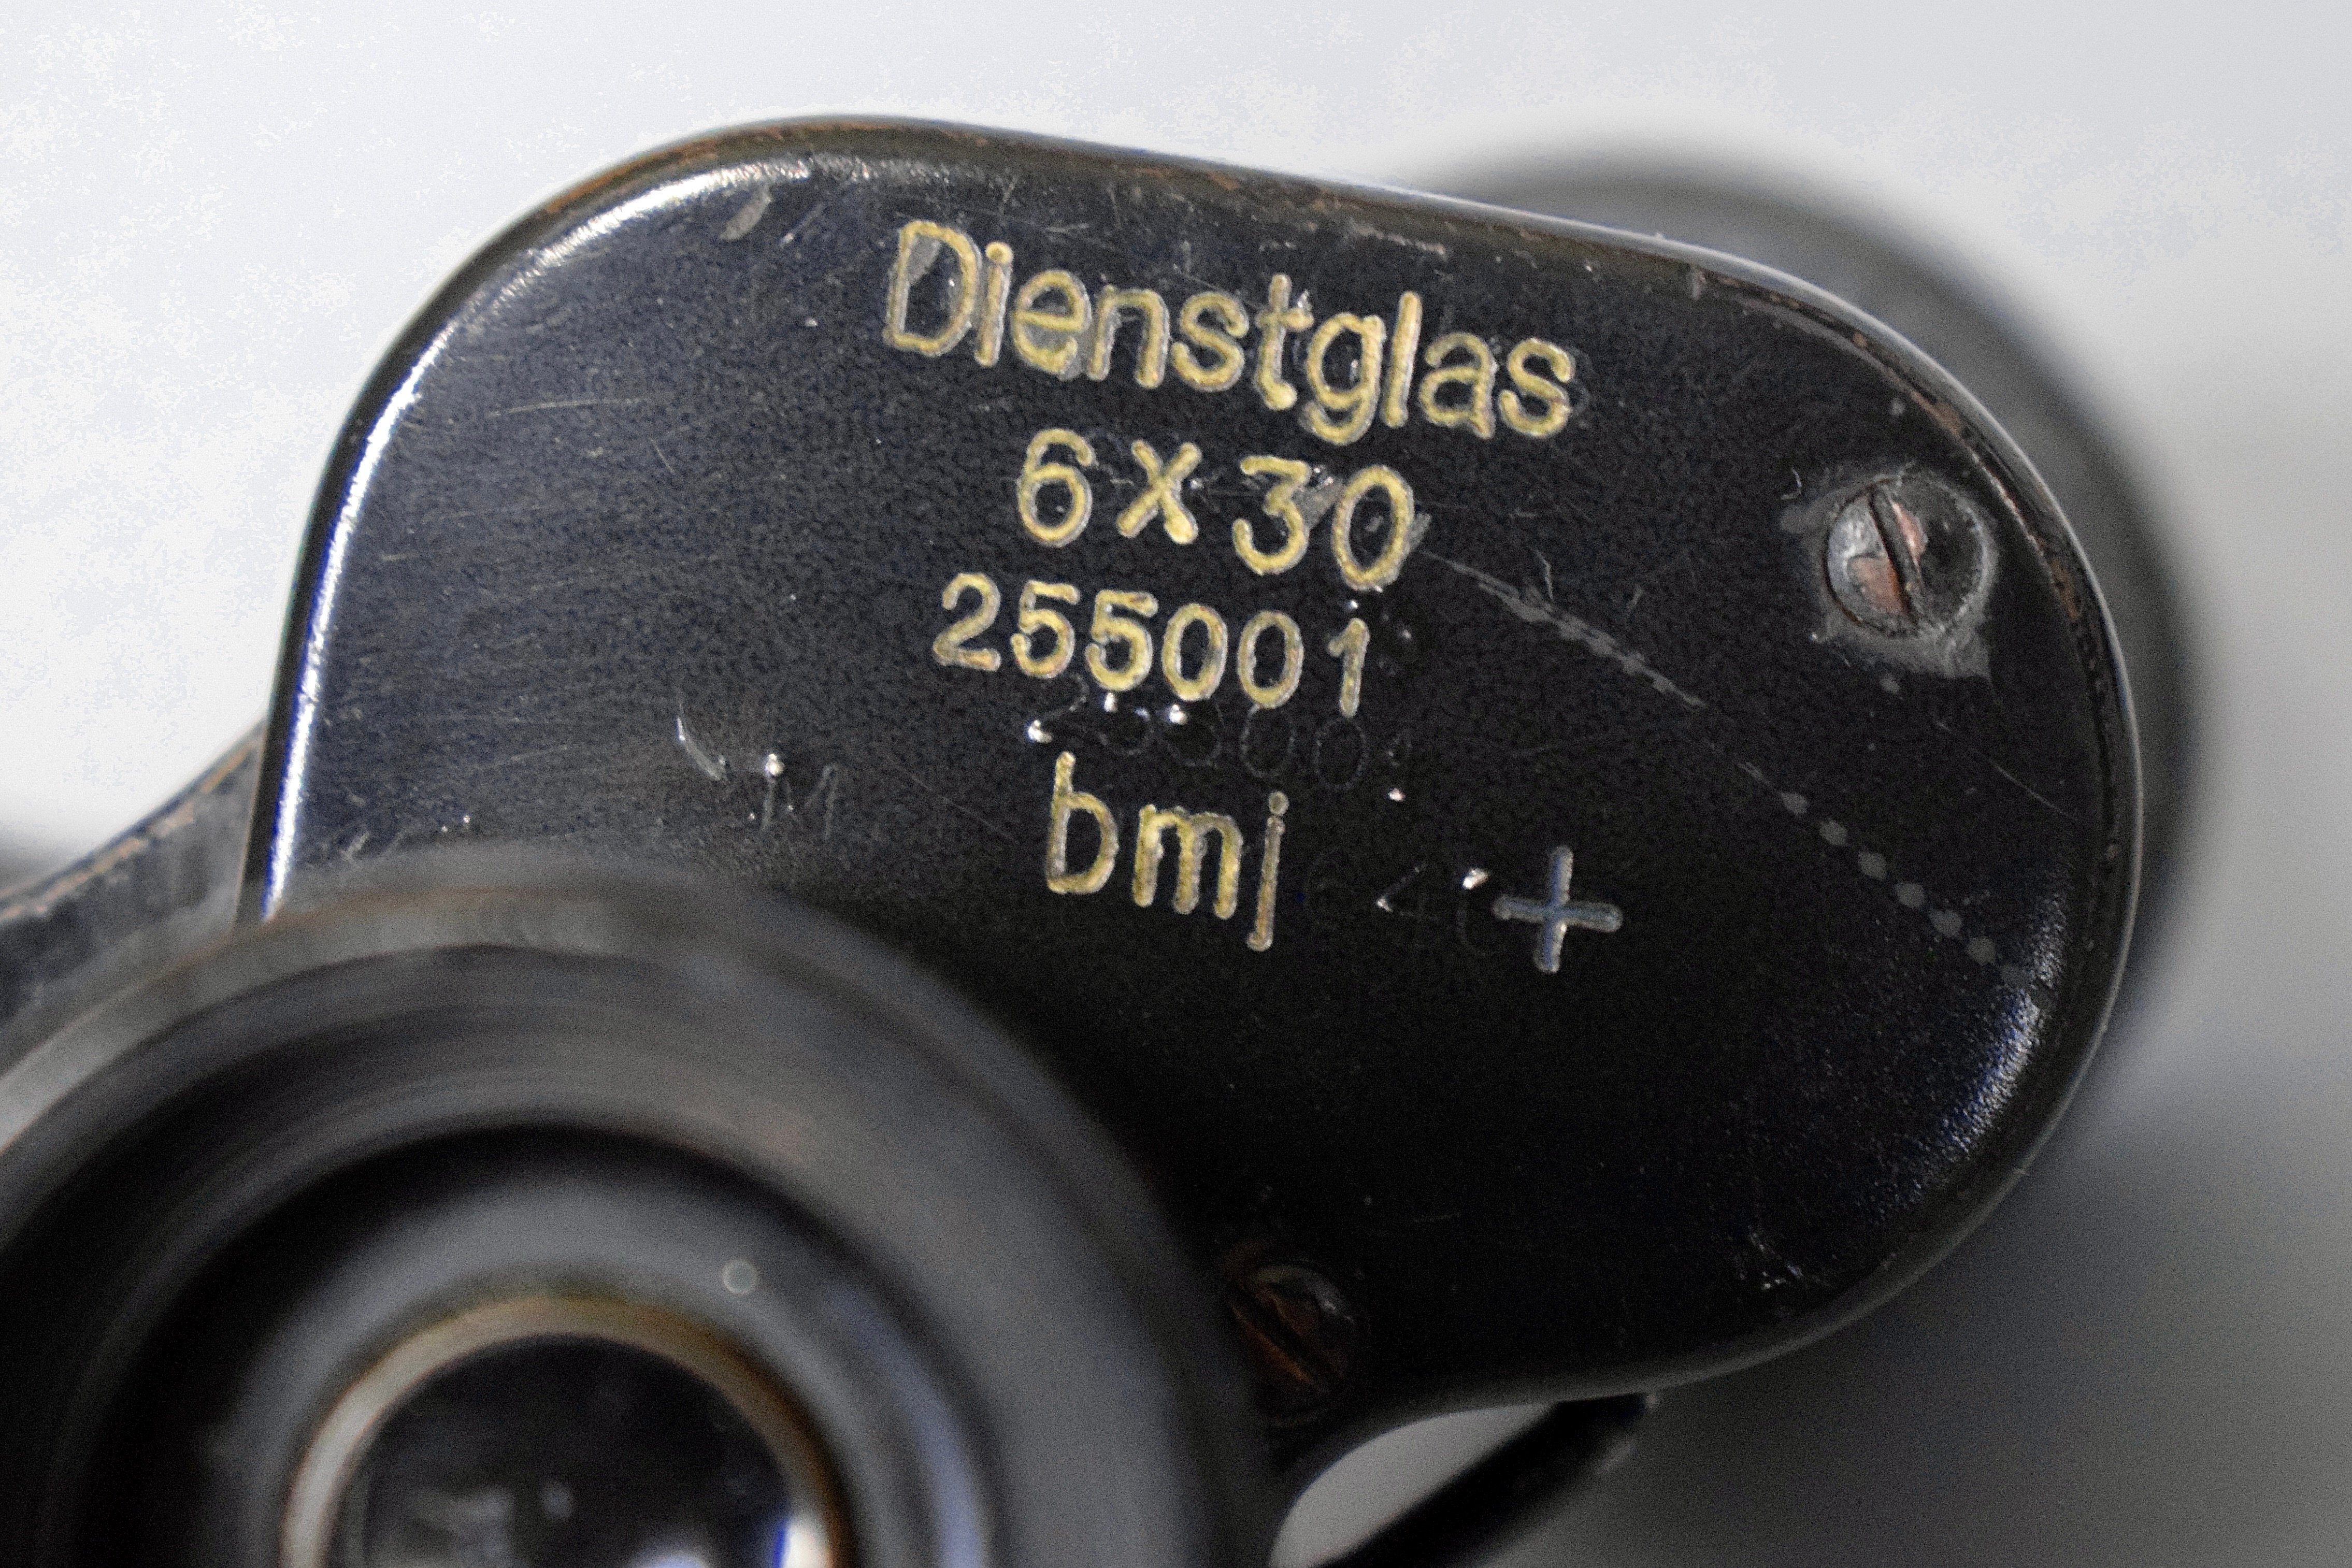 Dienstglas
6X30
255001
bmj +